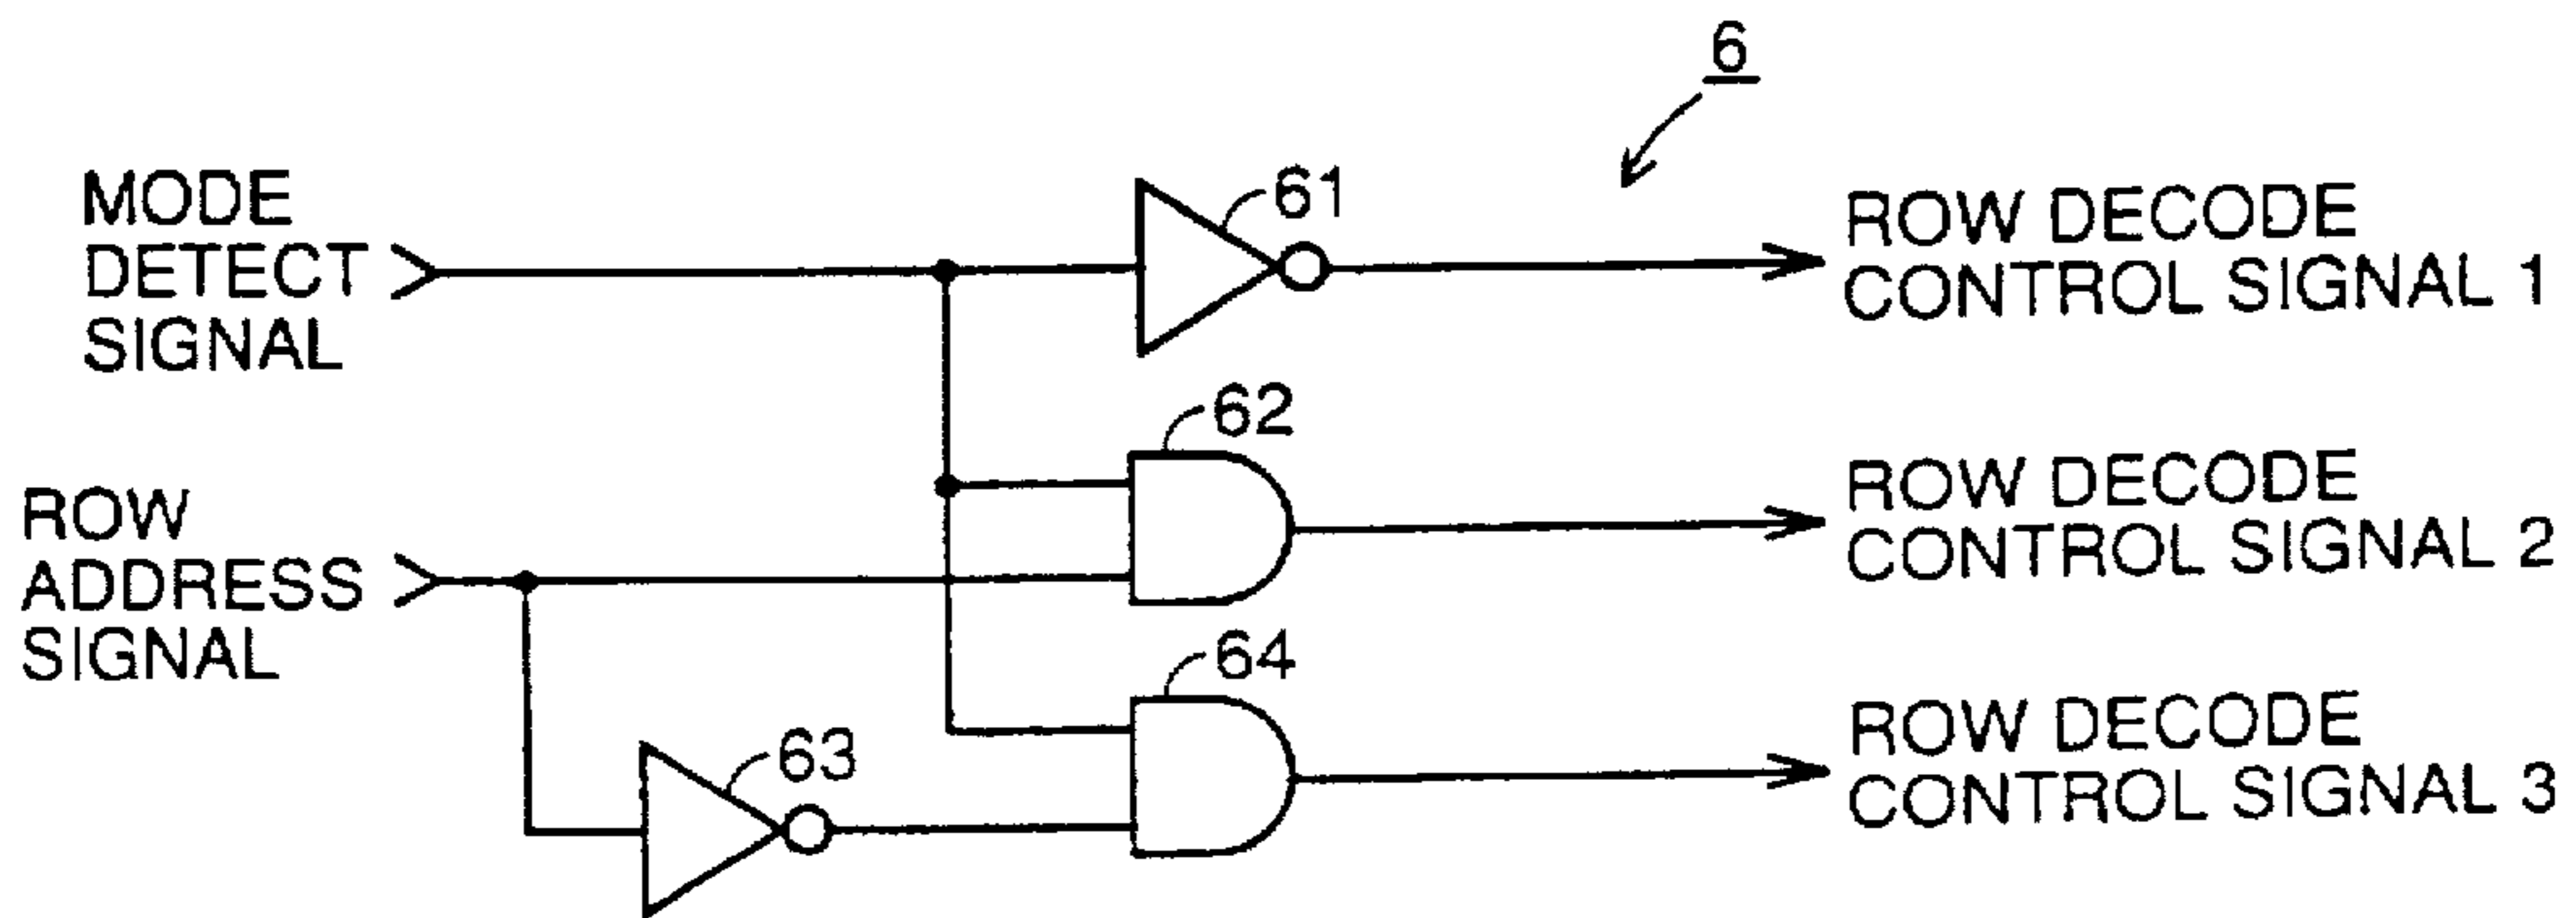 6
MODE
DETECT
SIGNAL
61
ROW DECODE
CONTROL SIGNAL 1
62
ROW
ADDRESS
SIGNAL
ROW DECODE
CONTROL SIGNAL 2
64
63
ROW DECODE
CONTROL SIGNAL 3